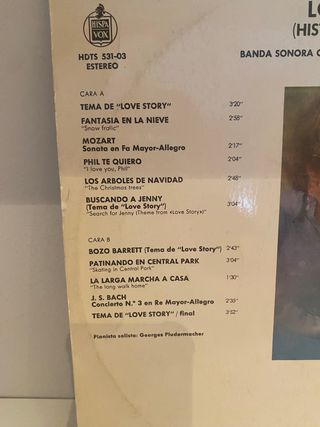 HISPA
VOX
HDTS 531-03
ESTEREO
LO
(HIST
BANDA SONORA O
CARA A
TEMA DE "LOVE STORY" 3'20"
FANTASIA EN LA NIEVE 2'58"
"Snow frolic"
MOZART
Sonata en Fa Mayor-Allegro 2'17"
PHIL TE QUIERO 2'04"
"I love you, Phil"
LOS ARBOLES DE NAVIDAD 2'48"
"The Christmas trees"
BUSCANDO A JENNY
(Tema de "Love Story") 3'04"
"Search for Jenny (Theme from «Love Story»)"
CARA B
BOZO BARRETT (Tema de "Love Story") 2'43"
PATINANDO EN CENTRAL PARK 3'04"
"Skating in Central Park"
LA LARGA MARCHA A CASA 1'30"
"The long walk home"
J. S. BACH
Concierto N.º 3 en Re Mayor-Allegro 2'35"
TEMA DE "LOVE STORY" / final 3'52"
Pianista solista: Georges Pludermacher